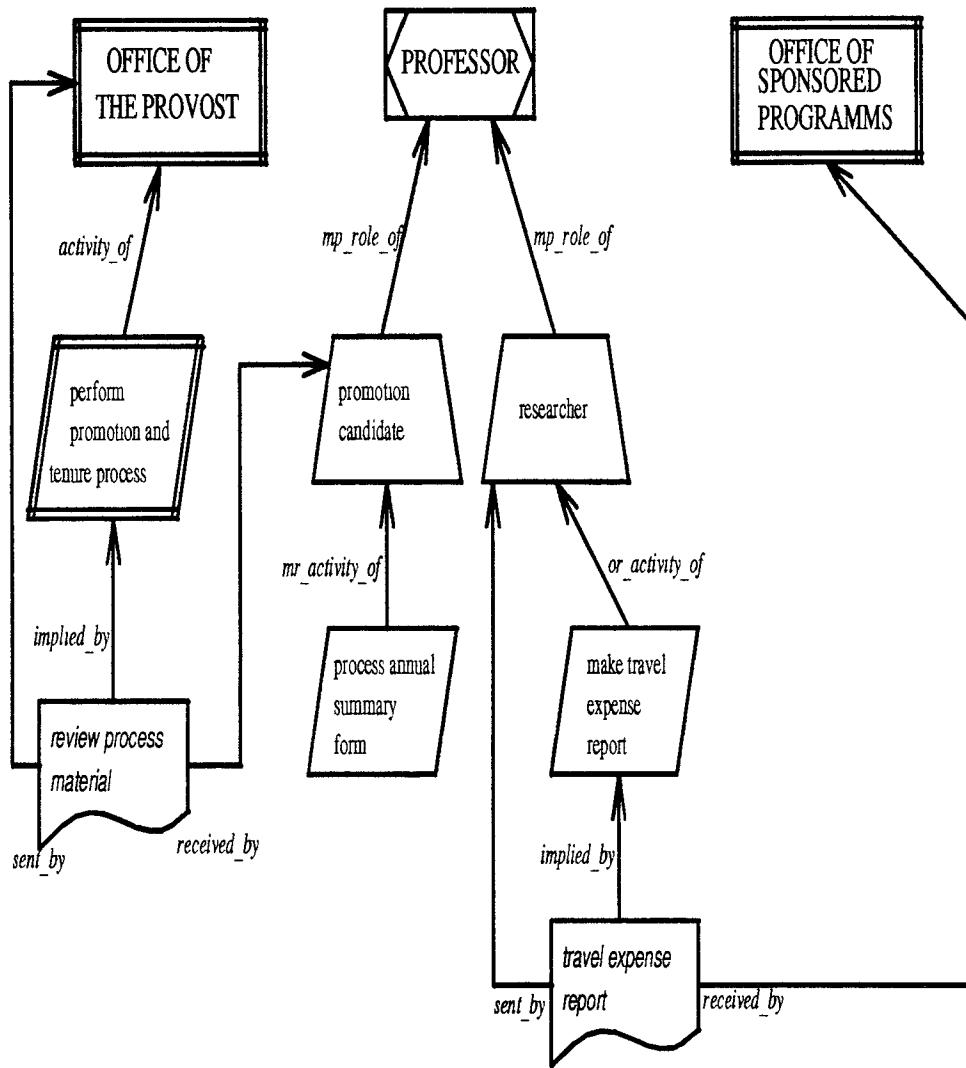 OFFICE OF
THE PROVOST
PROFESSOR
OFFICE OF
SPONSORED
PROGRAMMS
activity_of
mp_role_of
mp_role_of
perform
promotion and
tenure process
promotion
candidate
researcher
mr_activity_of
or_activity_of
implied_by
process annual
summary
form
make travel
expense
report
review process
material
sent_by
received_by
implied_by
travel expense
report
sent_by
received_by